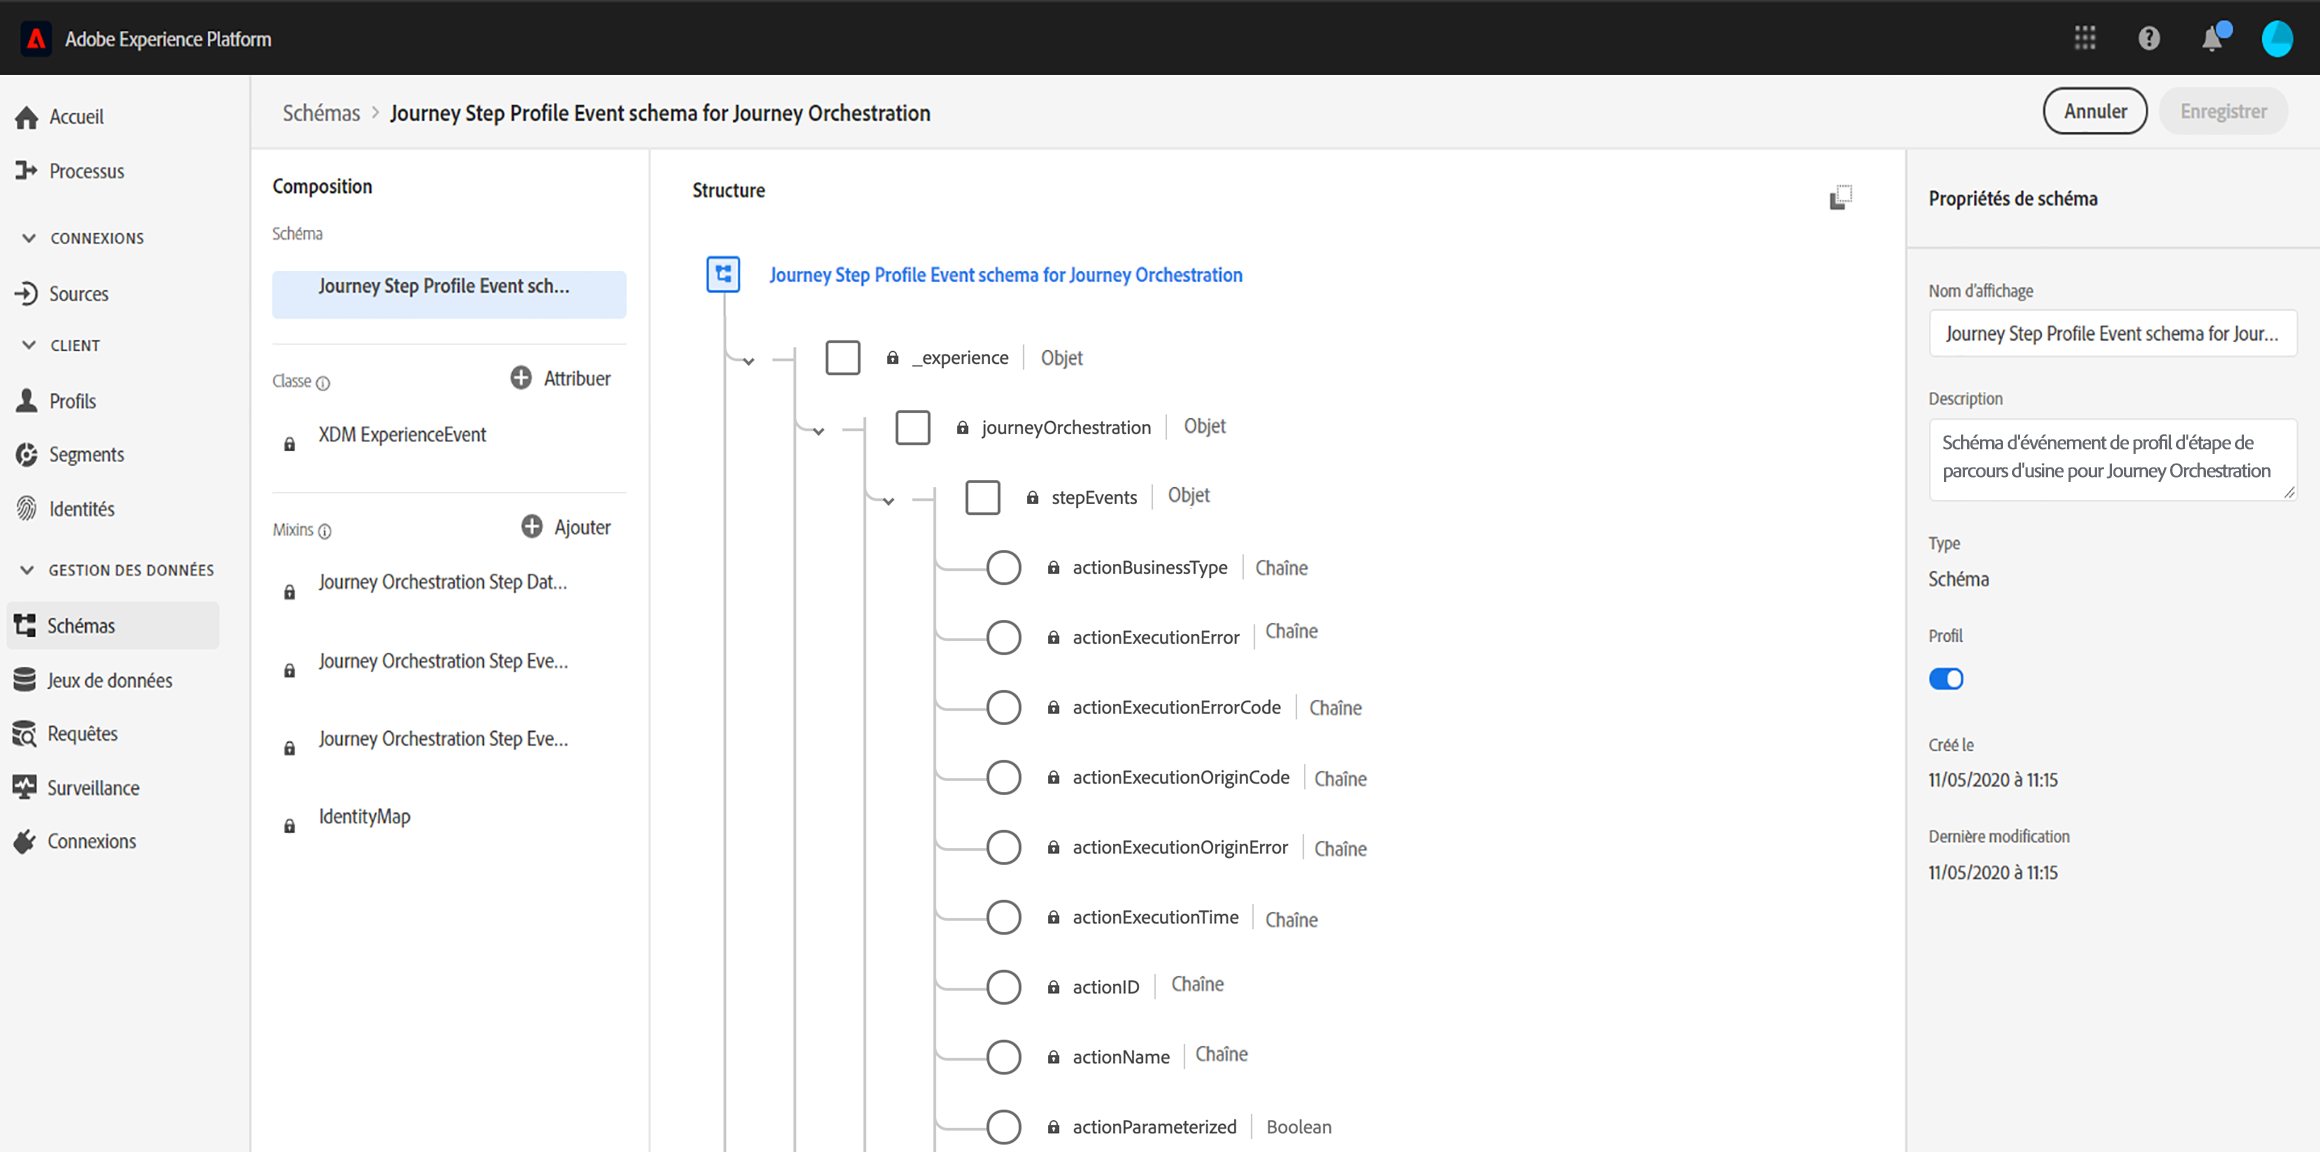 Adobe Experience Platform
Accueil
Processus
CONNEXIONS
Sources
CLIENT
Profils
Segments
Identités
GESTION DES DONNÉES
Schémas
Jeux de données
Requêtes
Surveillance
Connexions
Schémas > Journey Step Profile Event schema for Journey Orchestration
Annuler
Enregistrer
Composition
Schéma
Journey Step Profile Event sch...
Classe
Attribuer
XDM ExperienceEvent
Mixins
Ajouter
Journey Orchestration Step Dat...
Journey Orchestration Step Eve...
Journey Orchestration Step Eve...
IdentityMap
Structure
Journey Step Profile Event schema for Journey Orchestration
_experience | Objet
journeyOrchestration | Objet
stepEvents | Objet
actionBusinessType | Chaîne
actionExecutionError | Chaîne
actionExecutionErrorCode | Chaîne
actionExecutionOriginCode | Chaîne
actionExecutionOriginError | Chaîne
actionExecutionTime | Chaîne
actionID | Chaîne
actionName | Chaîne
actionParameterized | Boolean
Propriétés de schéma
Nom d'affichage
Journey Step Profile Event schema for Jour...
Description
Schéma d'événement de profil d'étape de
parcours d'usine pour Journey Orchestration
Type
Schéma
Profil
Créé le
11/05/2020 à 11:15
Dernière modification
11/05/2020 à 11:15